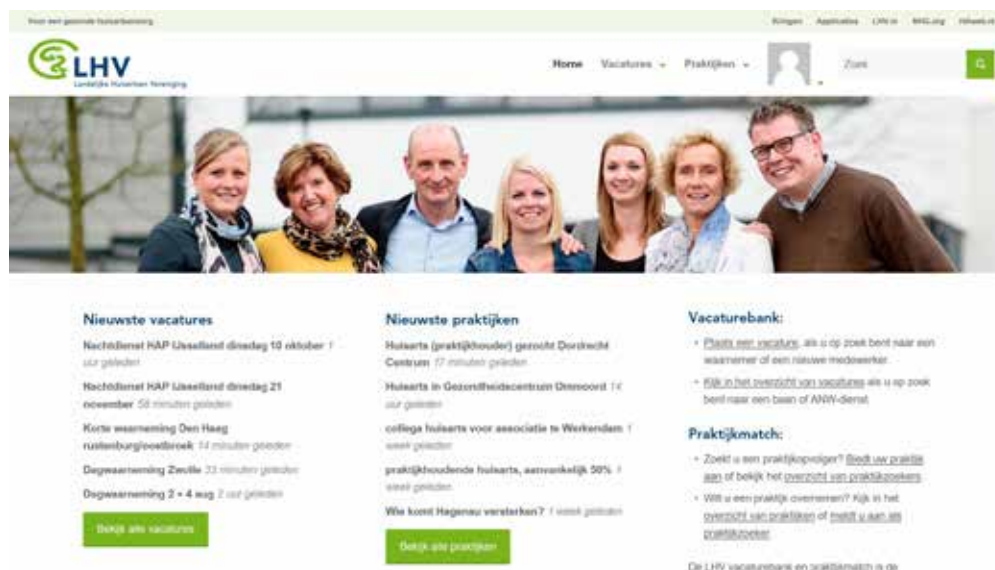 Voor een gezonde huisartsenzorg
Kringen Applicaties LHV.nl NHG.org HAweb.nl
LHV
Landelijke Huisartsen Vereniging
Home Vacatures Praktijken Zoek
Nieuwste vacatures
Nachtdienst HAP IJsselland dinsdag 10 oktober 1
uur geleden
Nachtdienst HAP IJsselland dinsdag 21
november 58 minuten geleden
Korte waarneming Den Haag
rustenburg/oostbroek 14 minuten geleden
Dagwaarneming Zwolle 33 minuten geleden
Dagwaarneming 2 + 4 aug 2 uur geleden
Bekijk alle vacatures
Nieuwste praktijken
Huisarts (praktijkhouder) gezocht Dordrecht
Centrum 17 minuten geleden
Huisarts in Gezondheidscentrum Ommoord 14
uur geleden
collega huisarts voor associatie te Werkendam 1
week geleden
praktijkhoudende huisarts, aanvankelijk 50% 1
week geleden
Wie komt Hagenau versterken? 1 week geleden
Bekijk alle praktijken
Vacaturebank:
• Plaats een vacature, als u op zoek bent naar een
waarnemer of een nieuwe medewerker.
• Kijk in het overzicht van vacatures als u op zoek
bent naar een baan of ANW-dienst
Praktijkmatch:
• Zoekt u een praktijkopvolger? Biedt uw praktijk
aan of bekijk het overzicht van praktijkzoekers
• Wilt u een praktijk overnemen? Kijk in het
overzicht van praktijken of meldt u aan als
praktijkzoeker
De LHV vacaturebank en praktijkmatch is de